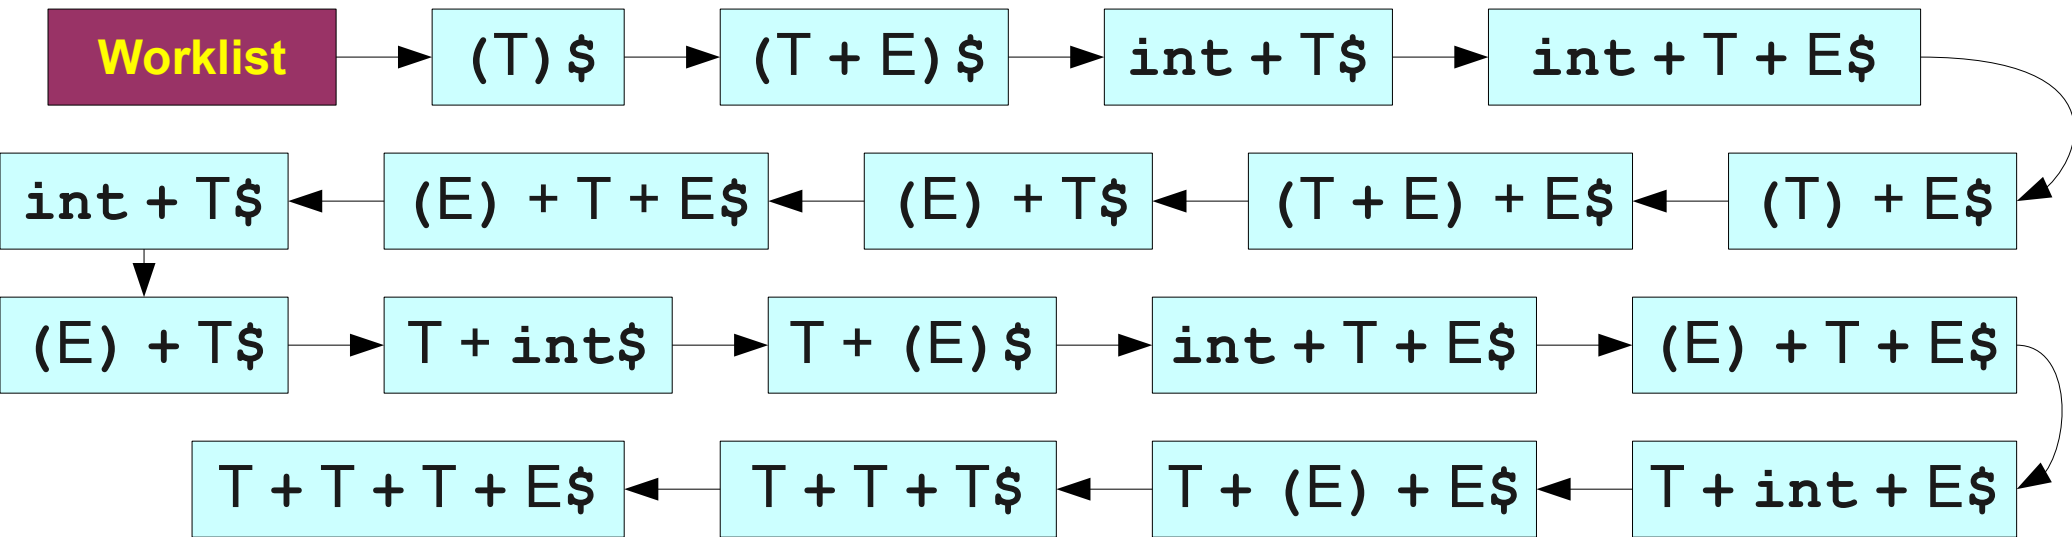 Worklist (T)$ (T + E)$ int + T$ int + T + E$
int + T$ (E) + T + E$ (E) + T$ (T + E) + E$ (T) + E$
(E) + T$ T + int$ T + (E)$ int + T + E$ (E) + T + E$
T + T + T + E$ T + T + T$ T + (E) + E$ T + int + E$